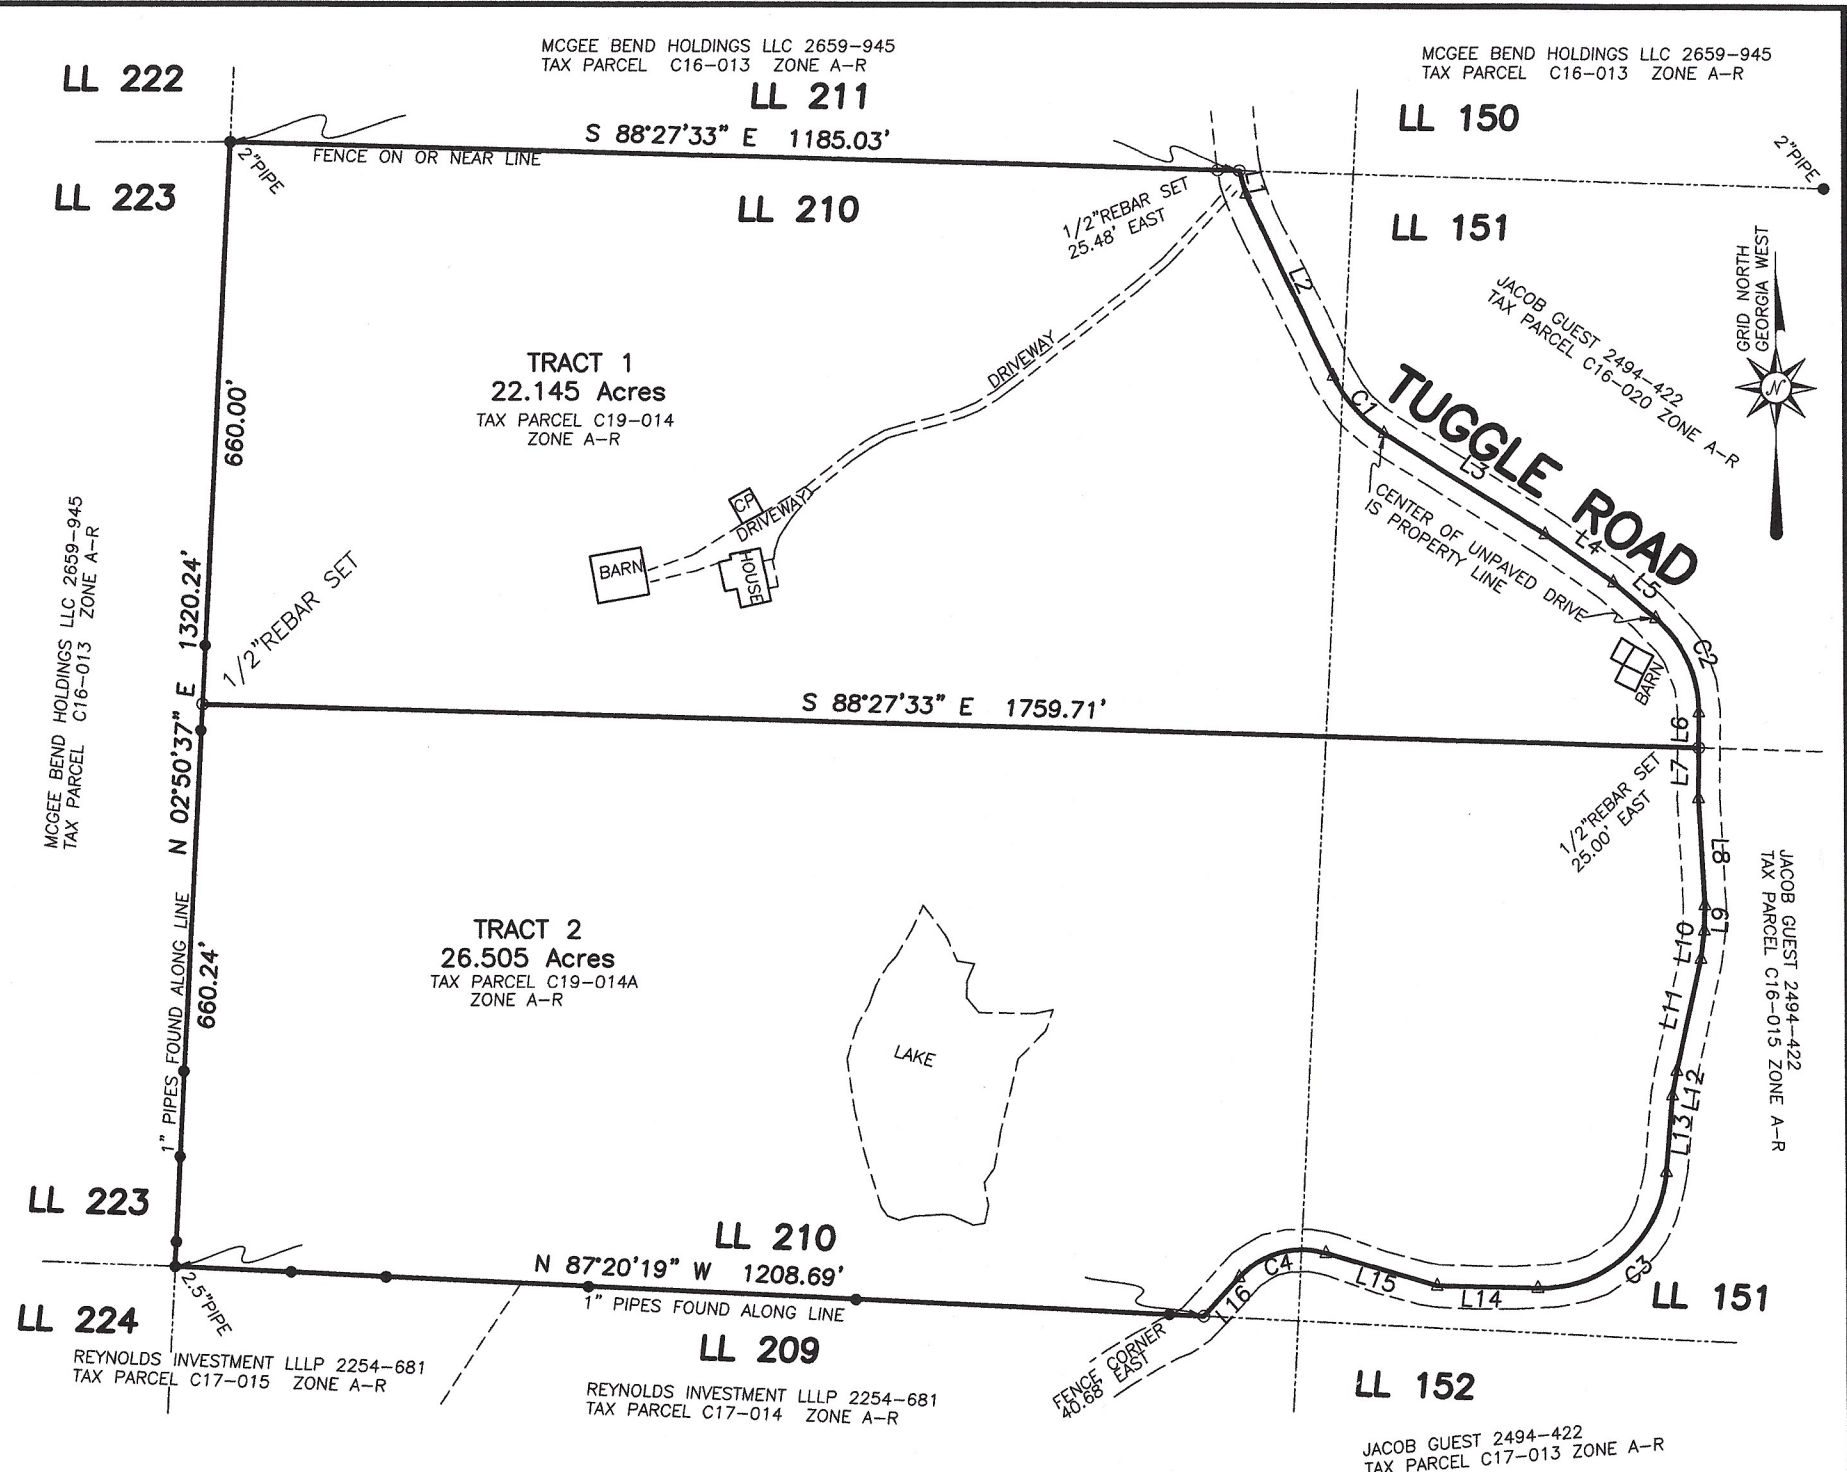 MCGEE BEND HOLDINGS LLC 2659-945
TAX PARCEL C16-013 ZONE A-R
MCGEE BEND HOLDINGS LLC 2659-945
TAX PARCEL C16-013 ZONE A-R
LL 222
LL 211
LL 150
S 88°27'33" E 1185.03'
FENCE ON OR NEAR LINE
2"PIPE
2"PIPE
LL 223
LL 210
1/2"REBAR SET
25.48' EAST
L1
LL 151
GRID NORTH
GEORGIA WEST
N
L2
JACOB GUEST 2494-422
TAX PARCEL C16-020 ZONE A-R
TRACT 1
22.145 Acres
TAX PARCEL C19-014
ZONE A-R
DRIVEWAY
660.00'
C1
TUGGLE ROAD
L3
CENTER OF UNPAVED DRIVE
IS PROPERTY LINE
L4
L5
CP
DRIVEWAY
BARN
HOUSE
MCGEE BEND HOLDINGS LLC 2659-945
TAX PARCEL C16-013 ZONE A-R
N 02°50'37" E 1320.24'
1/2"REBAR SET
C2
BARN
S 88°27'33" E 1759.71'
L6
L7
1/2"REBAR SET
25.00' EAST
L8
L9
L10
JACOB GUEST 2494-422
TAX PARCEL C16-015 ZONE A-R
TRACT 2
26.505 Acres
TAX PARCEL C19-014A
ZONE A-R
660.24'
1" PIPES FOUND ALONG LINE
LAKE
L11
L12
L13
LL 223
LL 210
N 87°20'19" W 1208.69'
1" PIPES FOUND ALONG LINE
2.5"PIPE
C4
L15
L14
C3
L16
LL 151
LL 224
LL 209
FENCE CORNER
40.68' EAST
REYNOLDS INVESTMENT LLLP 2254-681
TAX PARCEL C17-015 ZONE A-R
REYNOLDS INVESTMENT LLLP 2254-681
TAX PARCEL C17-014 ZONE A-R
LL 152
JACOB GUEST 2494-422
TAX PARCEL C17-013 ZONE A-R